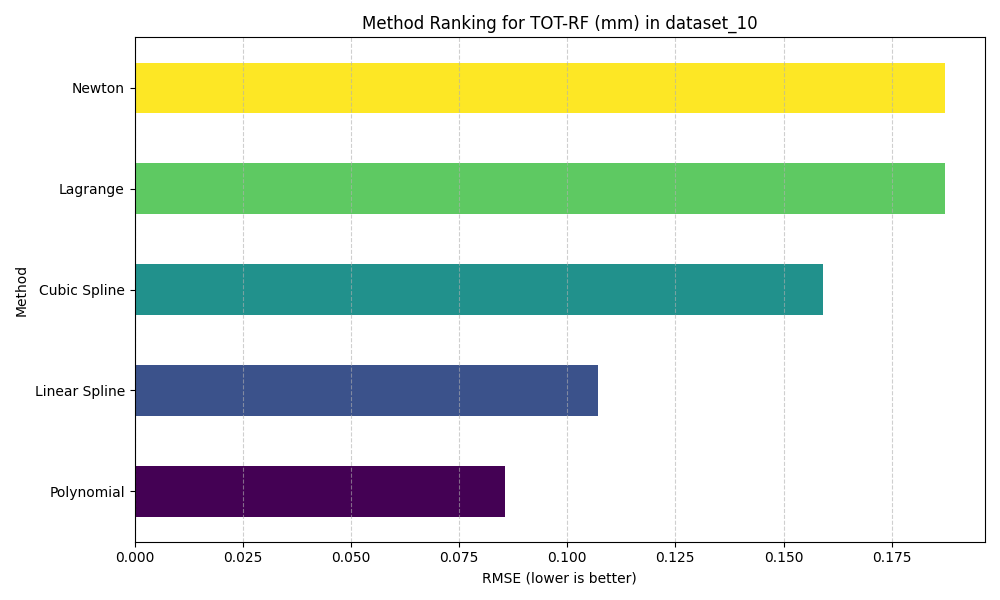 Method Ranking for TOT-RF (mm) in dataset_10
Newton
Lagrange
Cubic Spline
Linear Spline
Polynomial
Method
0.000 0.025 0.050 0.075 0.100 0.125 0.150 0.175
RMSE (lower is better)